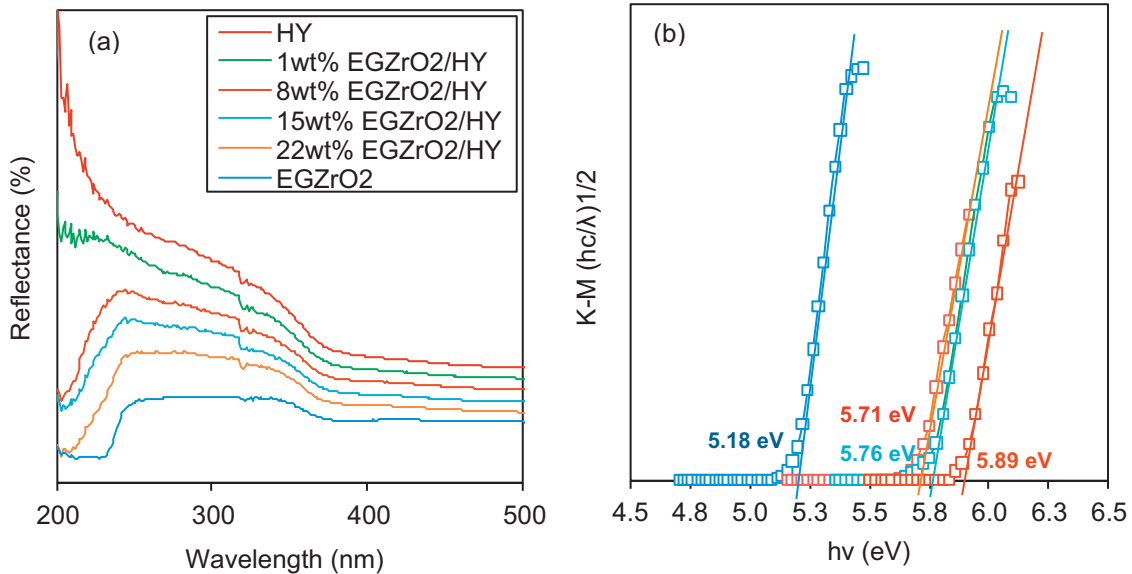 (a)
HY
1wt% EGZrO2/HY
8wt% EGZrO2/HY
15wt% EGZrO2/HY
22wt% EGZrO2/HY
EGZrO2
Reflectance (%)
200 300 400 500
Wavelength (nm)
(b)
K-M (hc/λ)1/2
5.18 eV
5.71 eV
5.76 eV
5.89 eV
4.5 4.8 5.0 5.3 5.5 5.8 6.0 6.3 6.5
hv (eV)